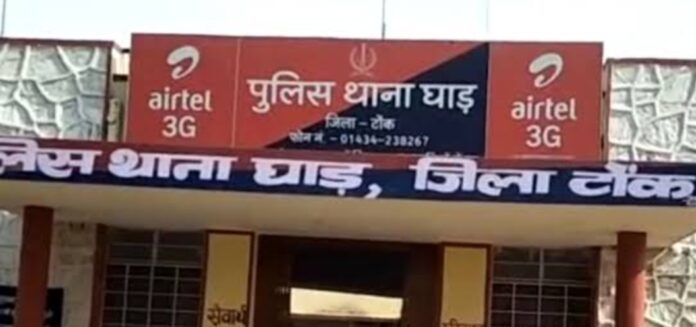 airtel
3G
पुलिस थाना घाड़
जिला - टोंक
फोन नं. - 01434-238267
airtel
3G
लिस थाना घाड़, जिला टोंक
सेवार्थ